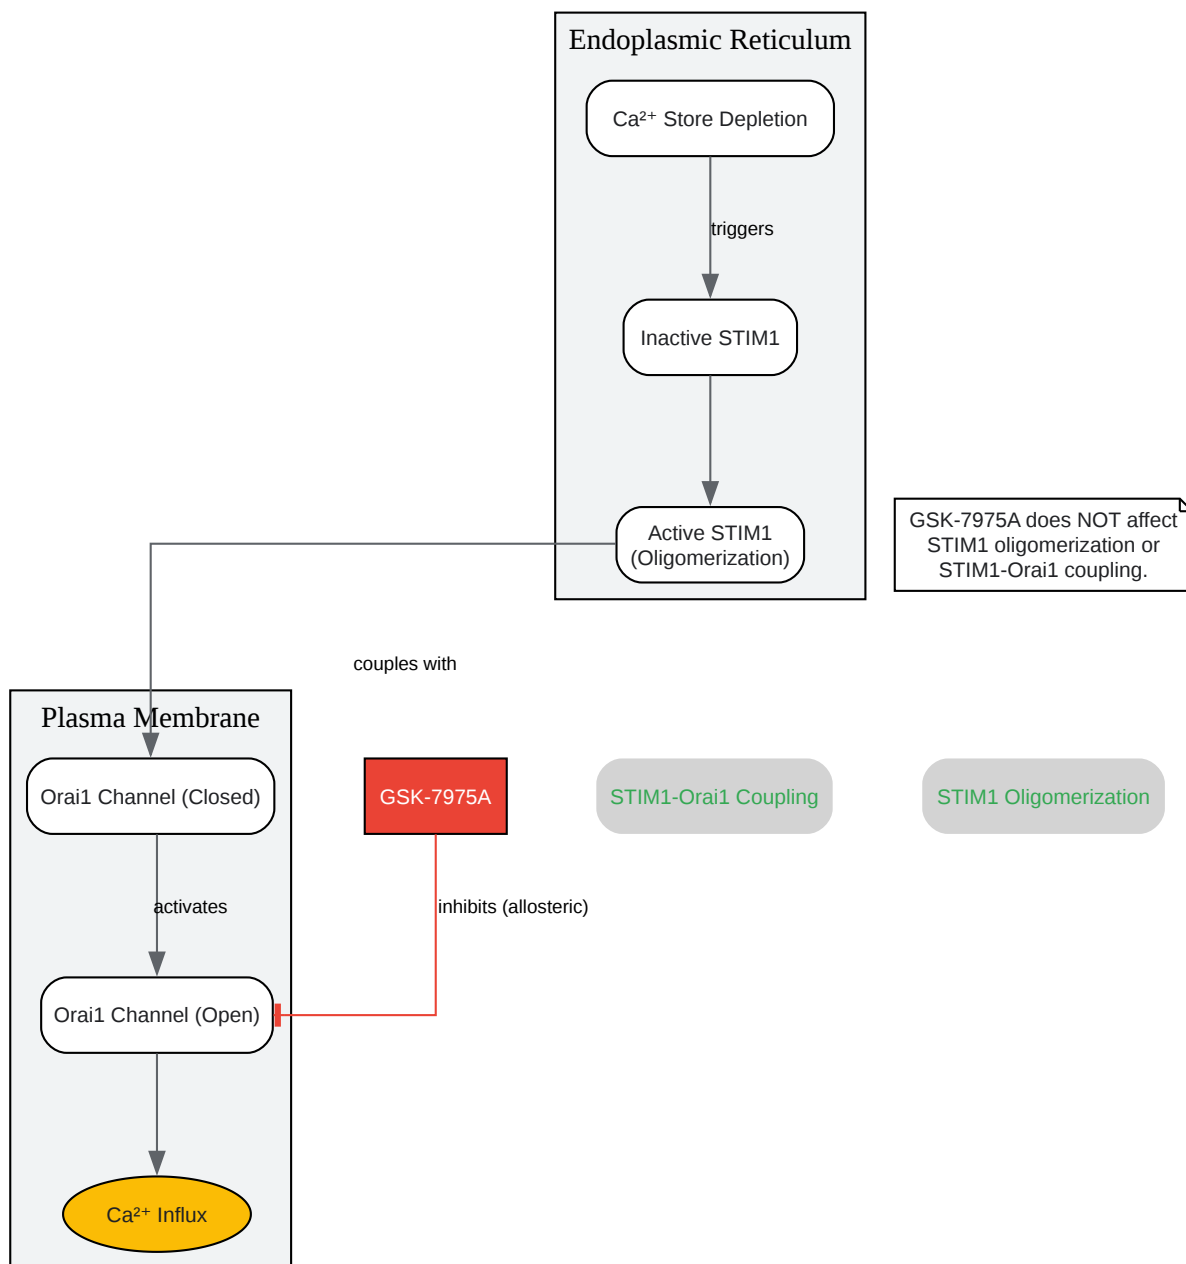 Endoplasmic Reticulum
Ca²⁺ Store Depletion
triggers
Inactive STIM1
Active STIM1
(Oligomerization)
GSK-7975A does NOT affect
STIM1 oligomerization or
STIM1-Orai1 coupling.
couples with
Plasma Membrane
Orai1 Channel (Closed)
GSK-7975A
STIM1-Orai1 Coupling
STIM1 Oligomerization
activates
inhibits (allosteric)
Orai1 Channel (Open)
Ca²⁺ Influx